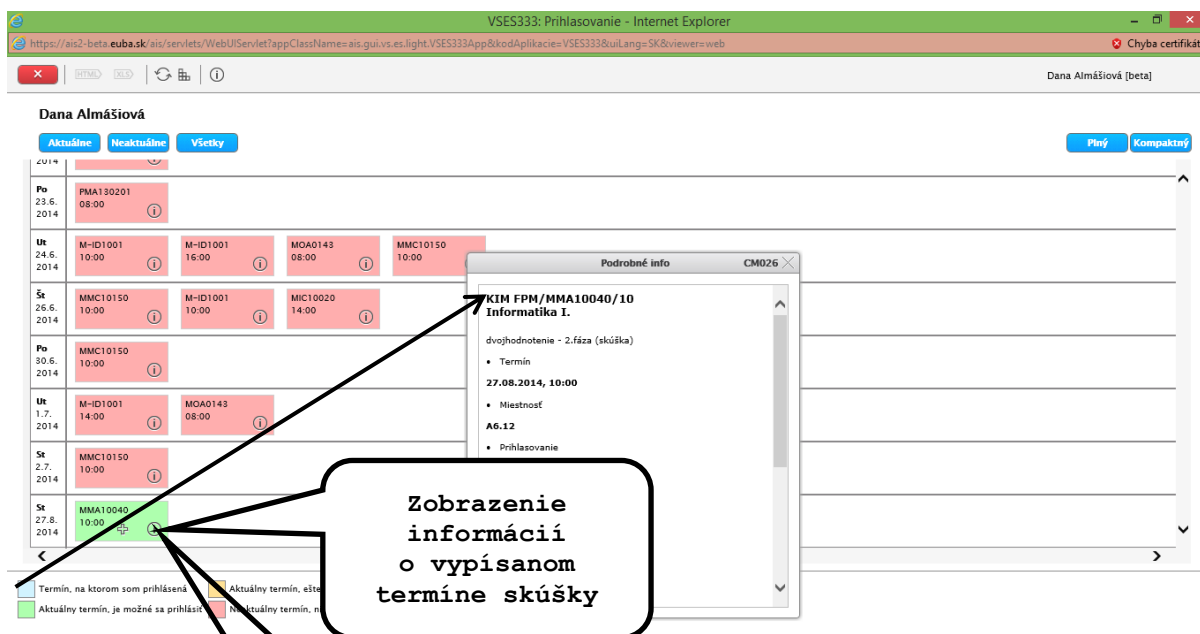 VSES333: Prihlasovanie - Internet Explorer
https://ais2-beta.euba.sk/ais/servlets/WebUIServlet?appClassName=ais.gui.vs.es.light.VSES333App&kodAplikacie=VSES333&uiLang=SK&viewer=web
Chyba certifikát
HTML XLS
Dana Almášiová [beta]
Dana Almášiová
Aktuálne Neaktuálne Všetky Plný Kompaktný
2014
Po
23.6.
2014
PMA130201
08:00
Ut
24.6.
2014
M-ID1001
10:00
M-ID1001
16:00
MOA0143
08:00
MMC10150
10:00
Št
26.6.
2014
MMC10150
10:00
M-ID1001
10:00
MIC10020
14:00
Po
30.6.
2014
MMC10150
10:00
Ut
1.7.
2014
M-ID1001
14:00
MOA0143
08:00
St
2.7.
2014
MMC10150
10:00
St
27.8.
2014
MMA10040
10:00
Podrobné info CM026
KIM FPM/MMA10040/10
Informatika I.
dvojhodnotenie - 2.fáza (skúška)
• Termín
27.08.2014, 10:00
• Miestnosť
A6.12
• Prihlasovanie
Zobrazenie
informácií
o vypísanom
termíne skúšky
Termín, na ktorom som prihlásená
Aktuálny termín, ešte
Aktuálny termín, je možné sa prihlásiť
termín,